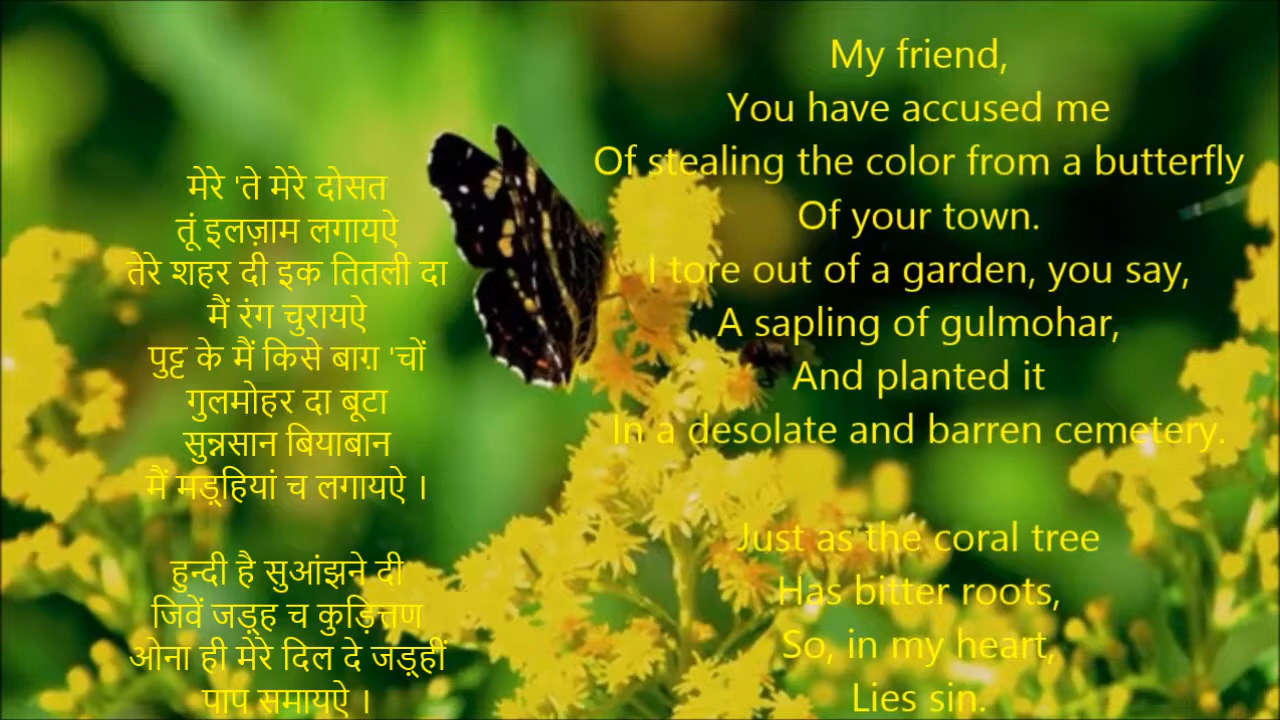 मेरे 'ते मेरे दोसत
तूं इलज़ाम लगायऐ
तेरे शहर दी इक तितली दा
मैं रंग चुरायऐ
पुट्ट के मैं किसे बाग़ 'चों
गुलमोहर दा बूटा
सुन्नसान बियाबान
मैं मड़्हियां च लगायऐ ।
हुन्दी है सुआंझने दी
जिवें जड़्ह च कुड़ित्तण
ओना ही मेरे दिल दे जड़्हीं
पाप समायऐ ।
My friend,
You have accused me
Of stealing the color from a butterfly
Of your town.
I tore out of a garden, you say,
A sapling of gulmohar,
And planted it
In a desolate and barren cemetery.
Just as the coral tree
Has bitter roots,
So, in my heart,
Lies sin.